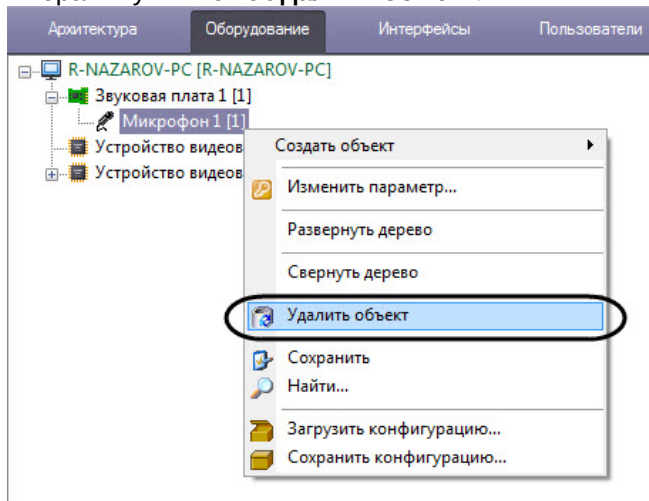 Архитектура Оборудование Интерфейсы Пользователи
R-NAZAROV-PC [R-NAZAROV-PC]
Звуковая плата 1 [1]
Микрофон 1 [1]
Устройство видеов
Устройство видеов
Создать объект
Изменить параметр...
Развернуть дерево
Свернуть дерево
Удалить объект
Сохранить
Найти...
Загрузить конфигурацию...
Сохранить конфигурацию...